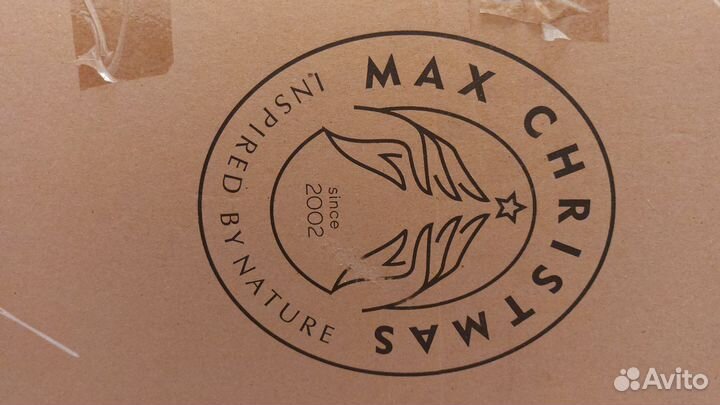 MAX CHRISTMAS
since
2002
INSPIRED BY NATURE
Avito